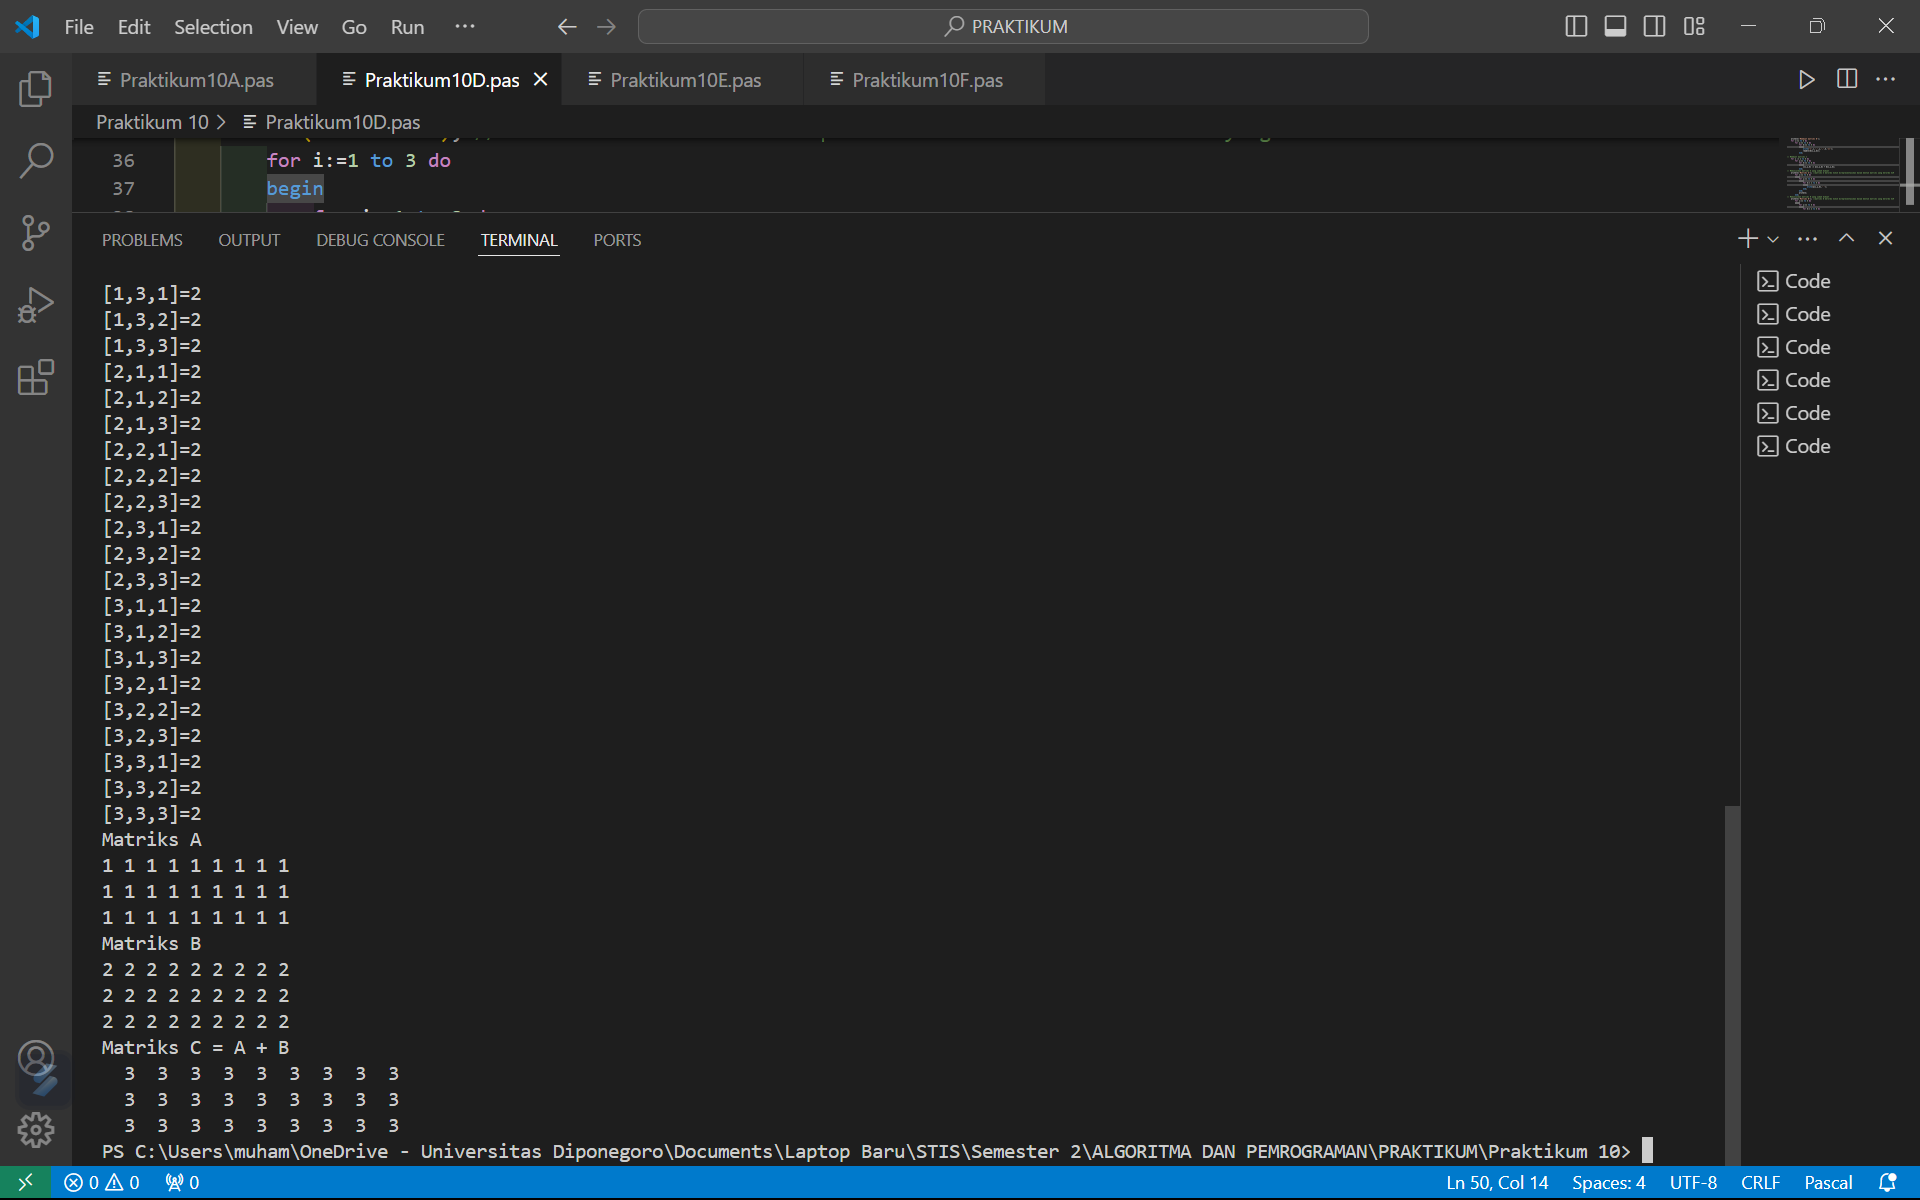 File Edit Selection View Go Run ··· PRAKTIKUM
Praktikum10A.pas Praktikum10D.pas Praktikum10E.pas Praktikum10F.pas
Praktikum 10 > Praktikum10D.pas
36 for i:=1 to 3 do
37 begin
PROBLEMS OUTPUT DEBUG CONSOLE TERMINAL PORTS
[1,3,1]=2
[1,3,2]=2
[1,3,3]=2
[2,1,1]=2
[2,1,2]=2
[2,1,3]=2
[2,2,1]=2
[2,2,2]=2
[2,2,3]=2
[2,3,1]=2
[2,3,2]=2
[2,3,3]=2
[3,1,1]=2
[3,1,2]=2
[3,1,3]=2
[3,2,1]=2
[3,2,2]=2
[3,2,3]=2
[3,3,1]=2
[3,3,2]=2
[3,3,3]=2
Matriks A
1 1 1 1 1 1 1 1 1
1 1 1 1 1 1 1 1 1
1 1 1 1 1 1 1 1 1
Matriks B
2 2 2 2 2 2 2 2 2
2 2 2 2 2 2 2 2 2
2 2 2 2 2 2 2 2 2
Matriks C = A + B
3 3 3 3 3 3 3 3 3
3 3 3 3 3 3 3 3 3
3 3 3 3 3 3 3 3 3
PS C:\Users\muham\OneDrive - Universitas Diponegoro\Documents\Laptop Baru\STIS\Semester 2\ALGORITMA DAN PEMROGRAMAN\PRAKTIKUM\Praktikum 10>
Code
Code
Code
Code
Code
Code
0 0 0 Ln 50, Col 14 Spaces: 4 UTF-8 CRLF Pascal